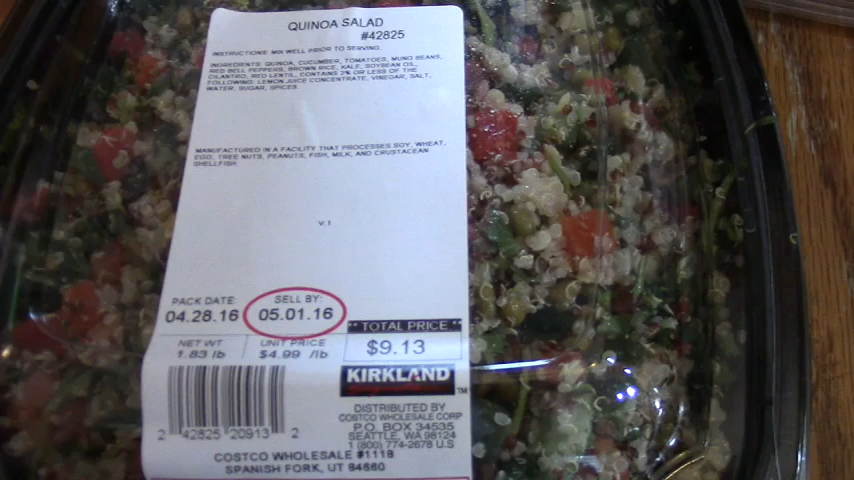 QUINOA SALAD
#42825
INSTRUCTIONS: MIX WELL PRIOR TO SERVING.
INGREDIENTS: QUINOA, CUCUMBER, TOMATOES, MUNG BEANS,
RED BELL PEPPERS, BROWN RICE, KALE, SOYBEAN OIL,
CILANTRO, RED LENTIL, CONTAINS 2% OR LESS OF THE
FOLLOWING: LEMON JUICE CONCENTRATE, VINEGAR, SALT,
WATER, SUGAR, SPICES
MANUFACTURED IN A FACILITY THAT PROCESSES SOY, WHEAT,
EGG, TREE NUTS, PEANUTS, FISH, MILK, AND CRUSTACEAN
SHELLFISH.
V.1
PACK DATE: SELL BY:
04.28.16 05.01.16
** TOTAL PRICE **
NET WT UNIT PRICE
1.83 lb $4.99 /lb
$9.13
KIRKLAND
TM
DISTRIBUTED BY
COSTCO WHOLESALE CORP
P.O. BOX 34535
SEATTLE, WA 98124
1 (800) 774-2678 U.S
2 42825 20913 2
COSTCO WHOLESALE #1118
SPANISH FORK, UT 84660